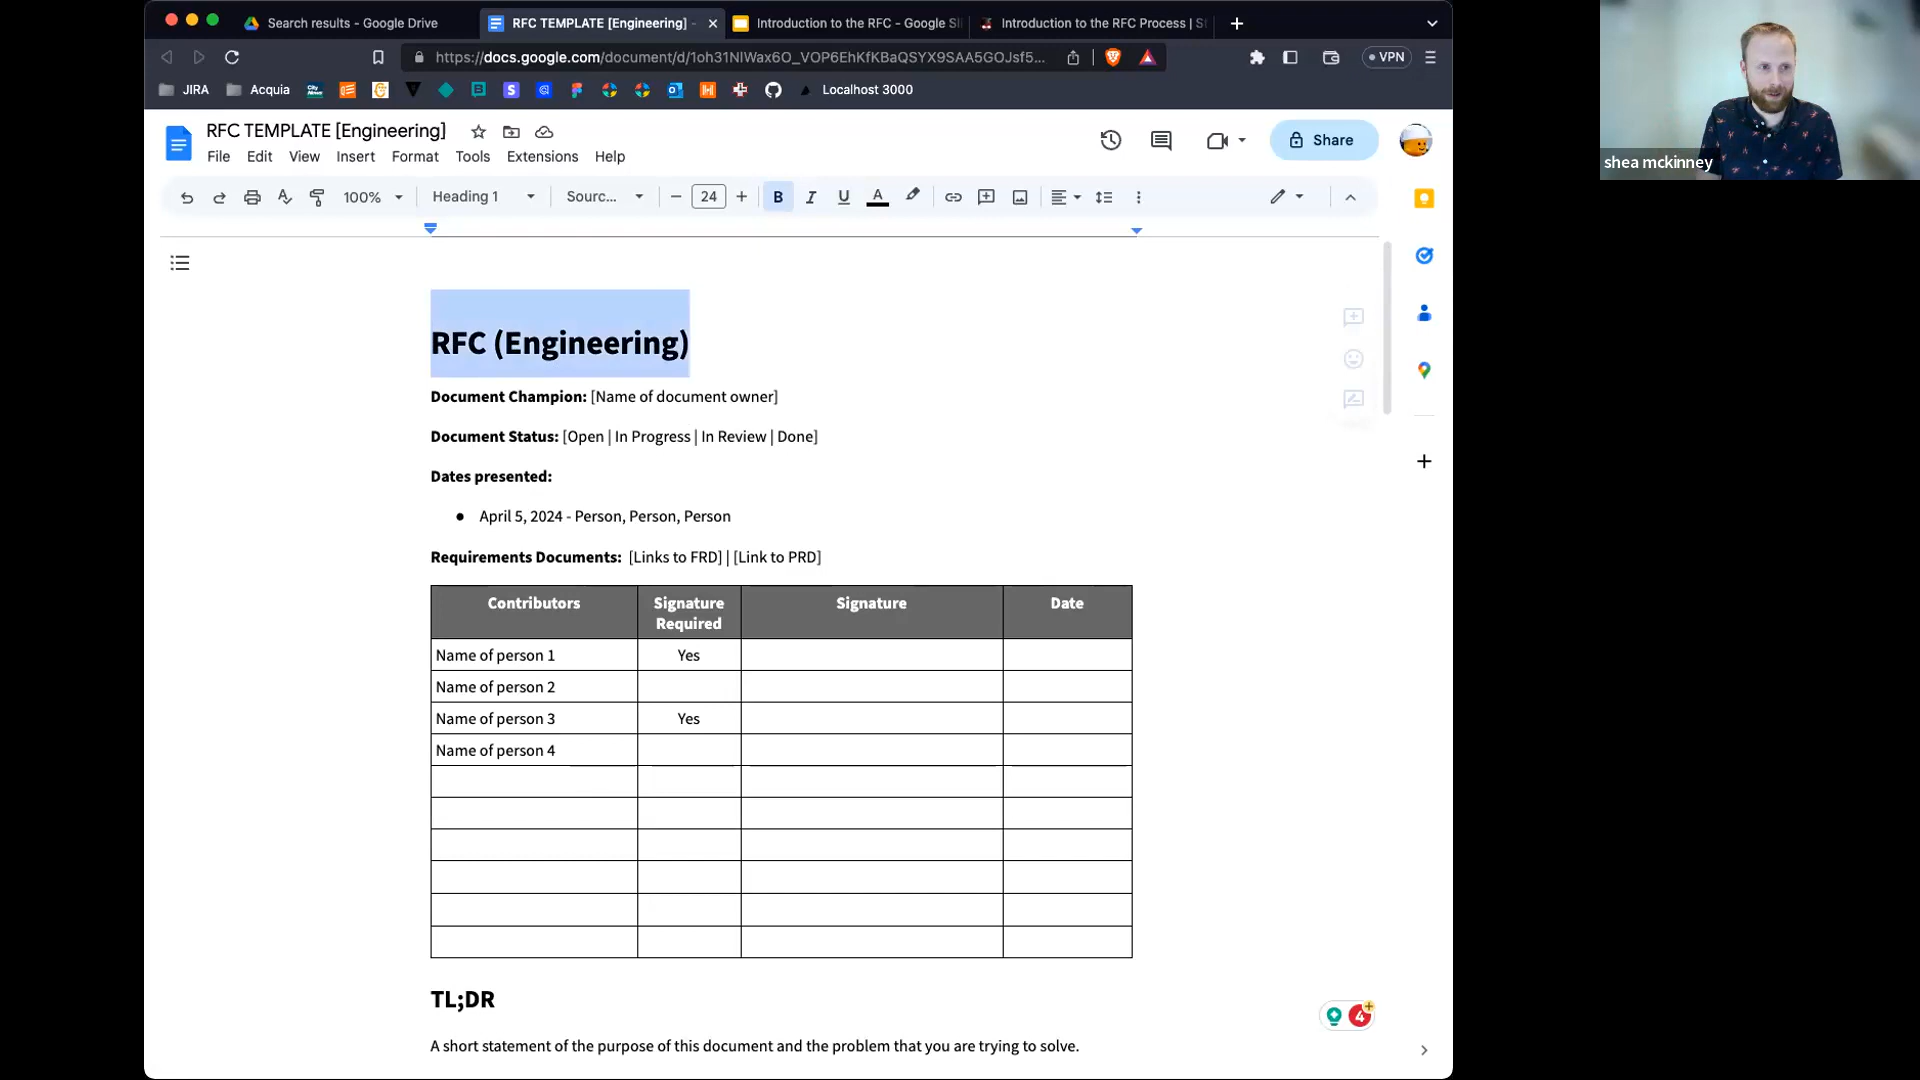 Search results - Google Drive
RFC TEMPLATE [Engineering] -
Introduction to the RFC - Google Sl
Introduction to the RFC Process | St
https://docs.google.com/document/d/1oh31NlWax6O_VOP6EhKfKBaQSYX9SAA5GOJsf5...
VPN
JIRA
Acquia
Localhost 3000
RFC TEMPLATE [Engineering]
File Edit View Insert Format Tools Extensions Help
Share
100%
Heading 1
Sourc...
24
B I U A
shea mckinney
RFC (Engineering)
Document Champion: [Name of document owner]
Document Status: [Open | In Progress | In Review | Done]
Dates presented:
● April 5, 2024 - Person, Person, Person
Requirements Documents: [Links to FRD] | [Link to PRD]
Contributors Signature Required Signature Date
Name of person 1 Yes
Name of person 2
Name of person 3 Yes
Name of person 4
TL;DR
A short statement of the purpose of this document and the problem that you are trying to solve.
4